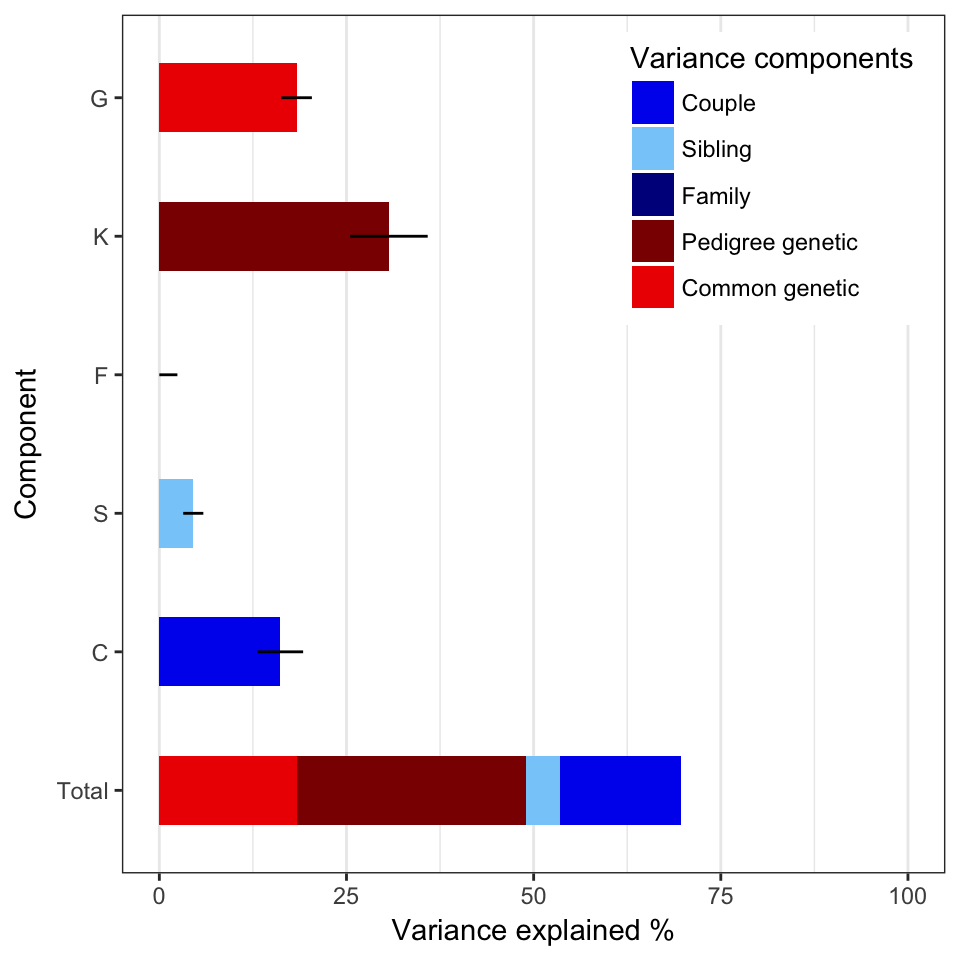 Variance components
Couple
Sibling
Family
Pedigree genetic
Common genetic
Component
G
K
F
S
C
Total
0 25 50 75 100
Variance explained %